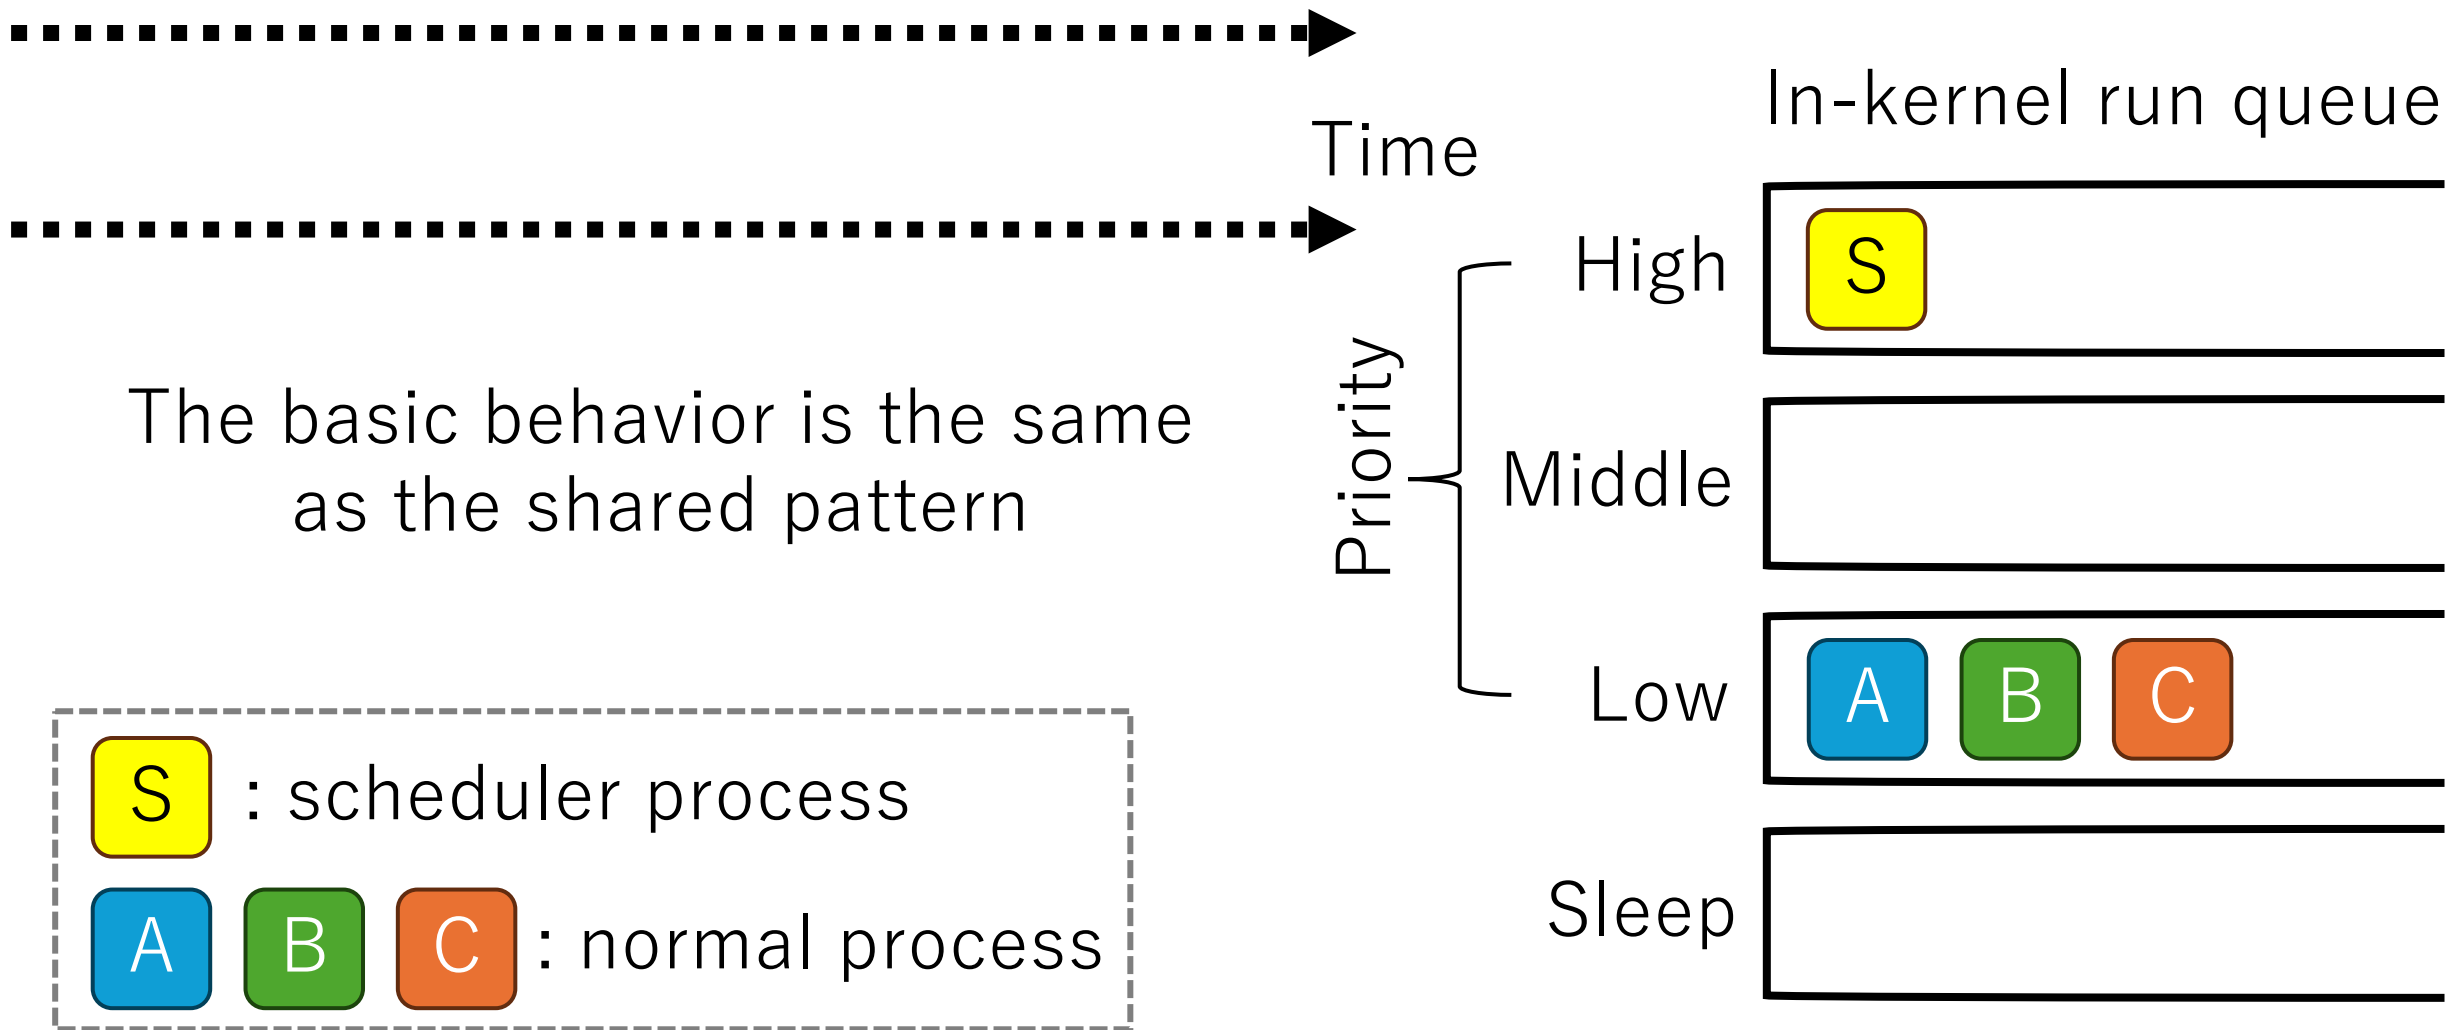 Time
In-kernel run queue
Priority
High
S
Middle
Low
A B C
Sleep
The basic behavior is the same
as the shared pattern
S : scheduler process
A B C : normal process